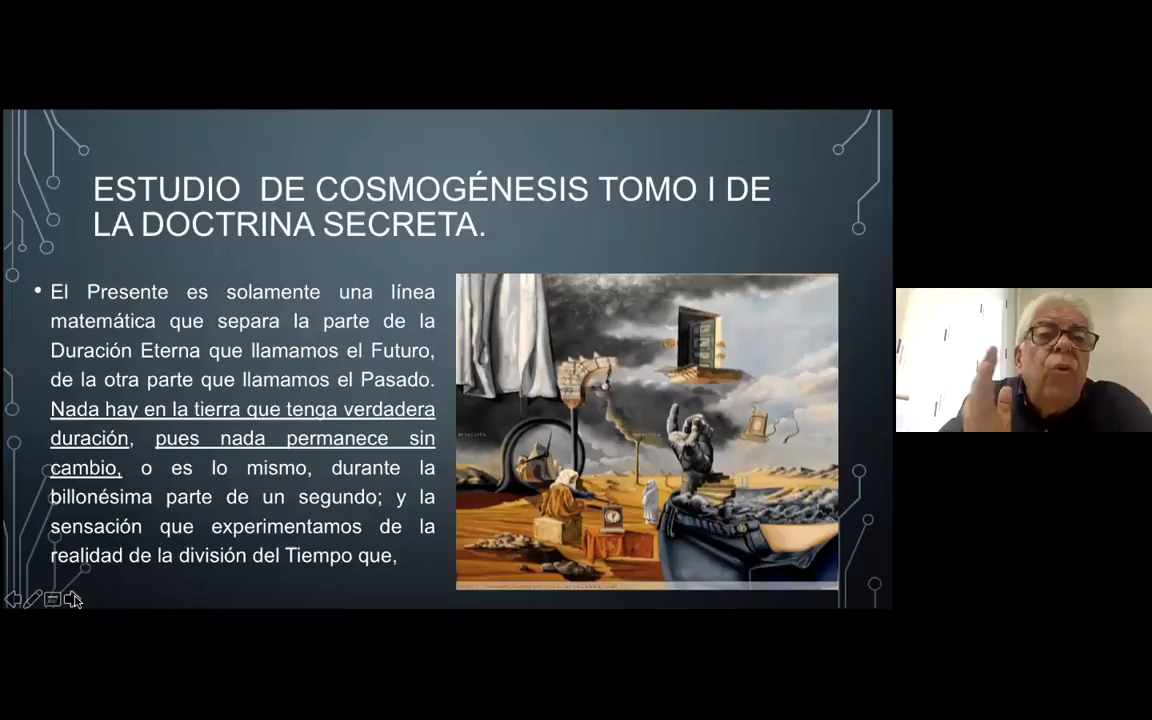 ESTUDIO DE COSMOGÉNESIS TOMO I DE
LA DOCTRINA SECRETA.
• El Presente es solamente una línea
matemática que separa la parte de la
Duración Eterna que llamamos el Futuro,
de la otra parte que llamamos el Pasado.
Nada hay en la tierra que tenga verdadera
duración, pues nada permanece sin
cambio, o es lo mismo, durante la
billonésima parte de un segundo; y la
sensación que experimentamos de la
realidad de la división del Tiempo que,